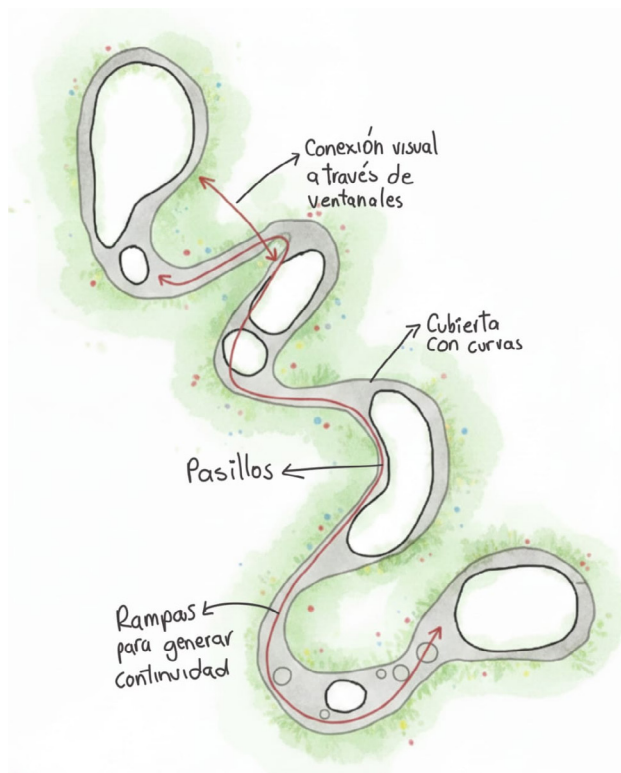 Conexión visual
a través de
ventanales
Cubierta
con curvas
Pasillos
Rampas
para generar
continuidad